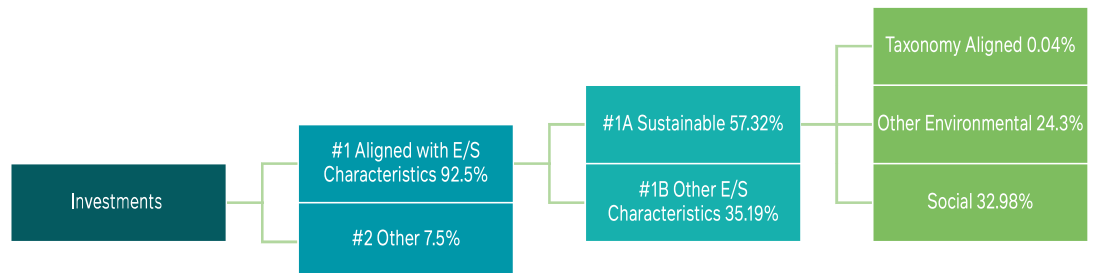 Investments
#1 Aligned with E/S
Characteristics 92.5%
#2 Other 7.5%
#1A Sustainable 57.32%
#1B Other E/S
Characteristics 35.19%
Taxonomy Aligned 0.04%
Other Environmental 24.3%
Social 32.98%